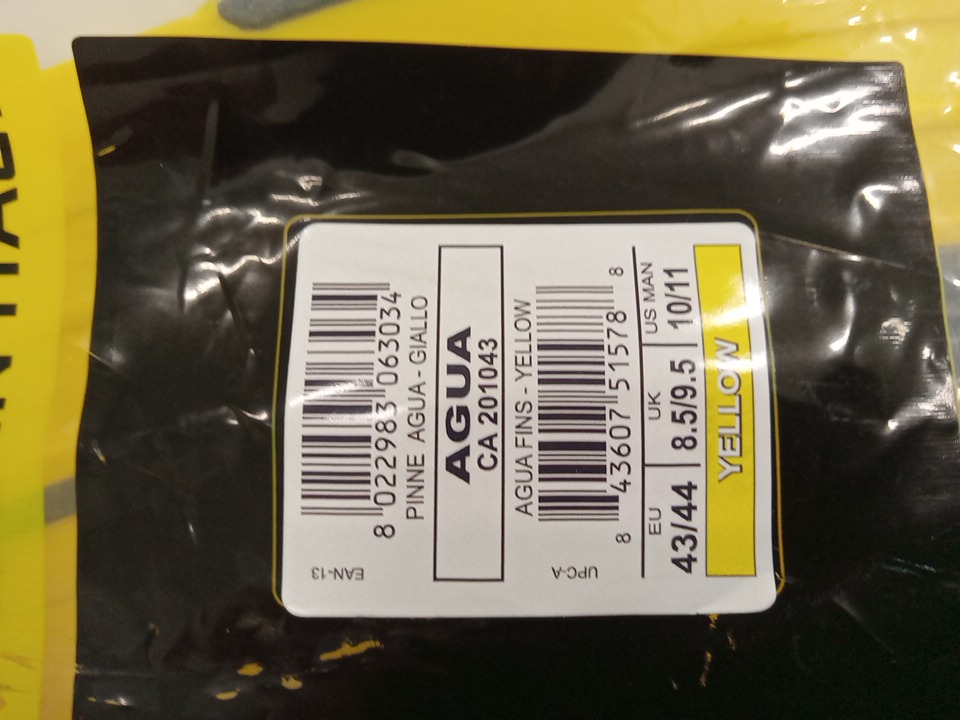 EAN-13
8 022983 063034
PINNE AGUA - GIALLO
AGUA
CA 201043
AGUA FINS - YELLOW
UPC-A
8 43607 51578 8
EU UK US MAN
43/44 8.5/9.5 10/11
YELLOW